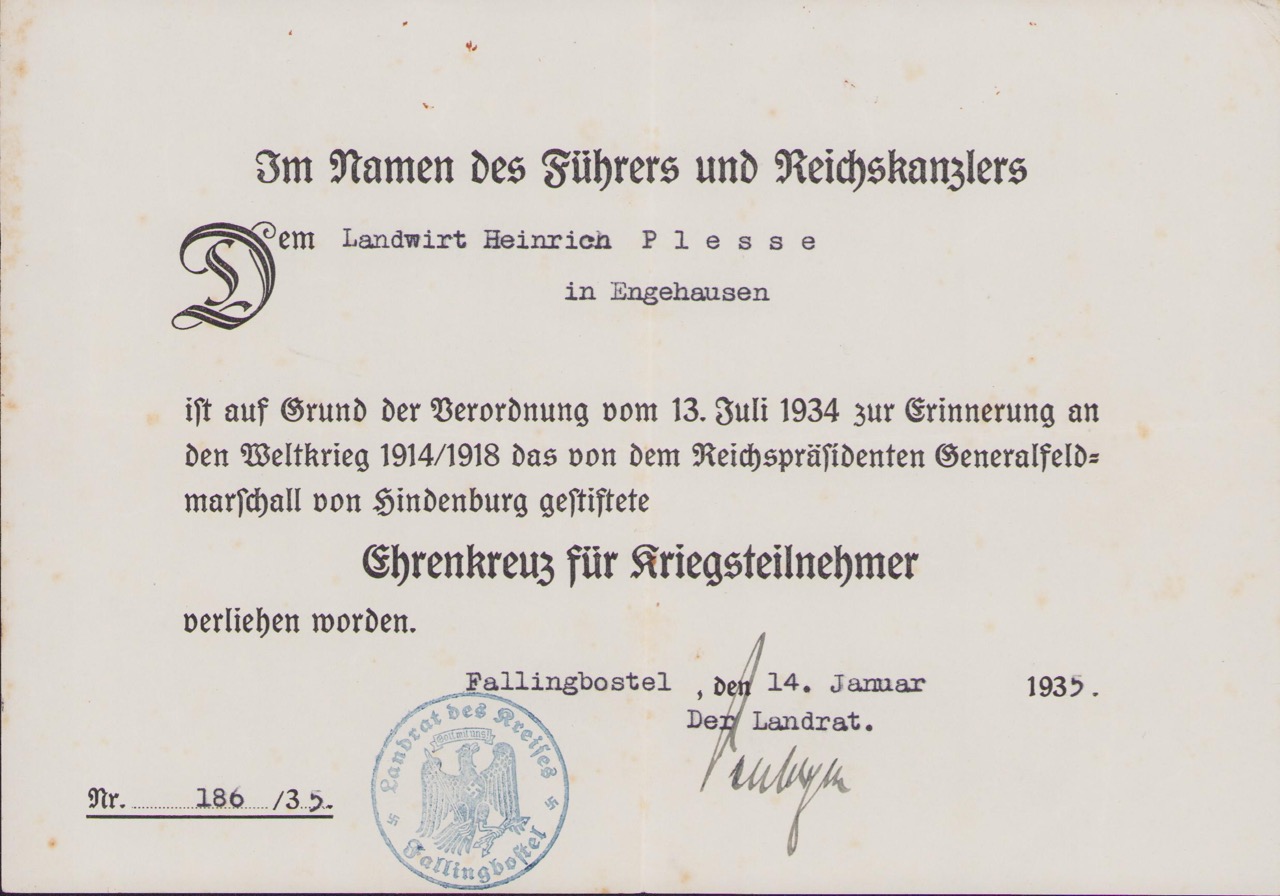 Im Namen des Führers und Reichskanzlers
Dem Landwirt Heinrich Plesse
in Engehausen
ist auf Grund der Verordnung vom 13. Juli 1934 zur Erinnerung an
den Weltkrieg 1914/1918 das von dem Reichspräsidenten Generalfeld=
marschall von Hindenburg gestiftete
Ehrenkreuz für Kriegsteilnehmer
verliehen worden.
Fallingbostel , den 14. Januar 1935.
Der Landrat.
Nr. 186 /35.
Landrat des Kreises
Gott mit uns!
Fallingbostel